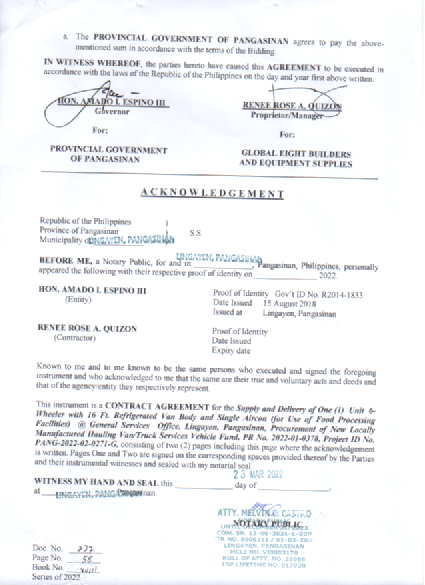 a. The PROVINCIAL GOVERNMENT OF PANGASINAN agrees to pay the above-
mentioned sum in accordance with the terms of the Bidding.
IN WITNESS WHEREOF, the parties hereto have caused this AGREEMENT to be executed in
accordance with the laws of the Republic of the Philippines on the day and year first above written.
HON. AMADO I. ESPINO III
Governor
RENEE ROSE A. QUIZON
Proprietor/Manager
For:
For:
PROVINCIAL GOVERNMENT
OF PANGASINAN
GLOBAL EIGHT BUILDERS
AND EQUIPMENT SUPPLIES
ACKNOWLEDGEMENT
Republic of the Philippines )
Province of Pangasinan ) S.S.
Municipality of LINGAYEN, PANGASINAN
BEFORE ME, a Notary Public, for and in LINGAYEN, PANGASINAN, Pangasinan, Philippines, personally
appeared the following with their respective proof of identity on 2022.
HON. AMADO I. ESPINO III
(Entity)
Proof of Identity Gov't ID No. R2014-1833
Date Issued 15 August 2018
Issued at Lingayen, Pangasinan
RENEE ROSE A. QUIZON
(Contractor)
Proof of Identity
Date Issued
Expiry date
Known to me and to me known to be the same persons who executed and signed the foregoing
instrument and who acknowledged to me that the same are their true and voluntary acts and deeds and
that of the agency/entity they respectively represent.
This instrument is a CONTRACT AGREEMENT for the Supply and Delivery of One (1) Unit 6-
Wheeler with 16 Ft. Refrigerated Van Body and Single Aircon (for Use of Food Processing
Facilities) @ General Services Office, Lingayen, Pangasinan, Procurement of New Locally
Manufactured Hauling Van/Truck Services Vehicle Fund, PR No. 2022-01-0378, Project ID No.
PANG-2022-02-0271-G, consisting of two (2) pages including this page where the acknowledgement
is written. Pages One and Two are signed on the corresponding spaces provided thereof by the Parties
and their instrumental witnesses and sealed with my notarial seal.
WITNESS MY HAND AND SEAL this 23 MAR 2022 day of
at LINGAYEN, PANGASINAN
ATTY. MELVIN B. CASTRO
NOTARY PUBLIC
LINGAYEN, PANGASINAN
Doc. No. 277
Page No. 55
Book No.
Series of 2022